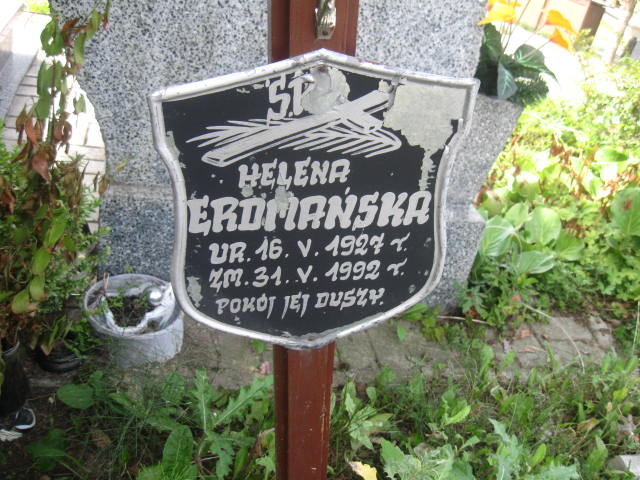 Ś.P.
HELENA
ERDMAŃSKA
UR. 16. V. 1927 r.
ZM. 31. V. 1992 r.
POKÓJ JEJ DUSZY.